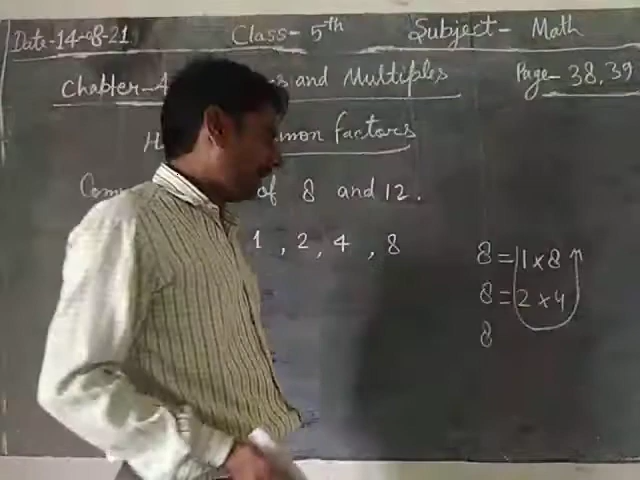 Date-14-08-21 Class- 5th Subject- Math
Chapter-4 and Multiples Page- 38,39
factors
of 8 and 12.
1, 2, 4, 8
8 = 1 × 8
8 = 2 × 4
8